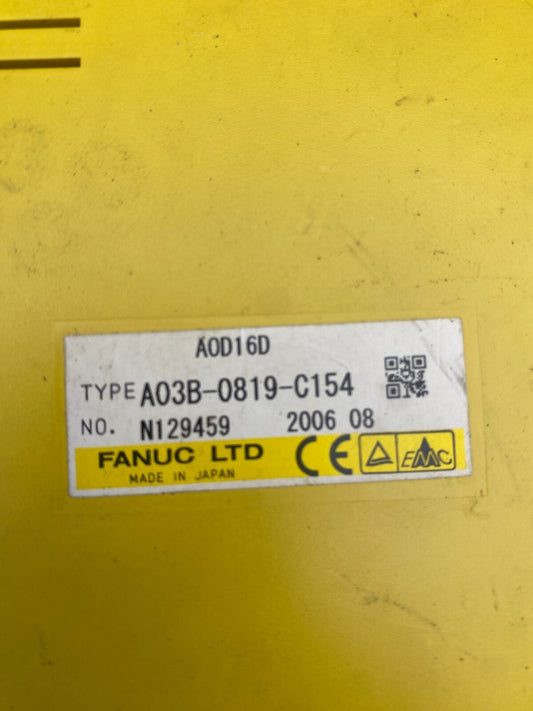 AOD16D
TYPE A03B-0819-C154
NO. N129459 2006 08
FANUC LTD CE EMC
MADE IN JAPAN